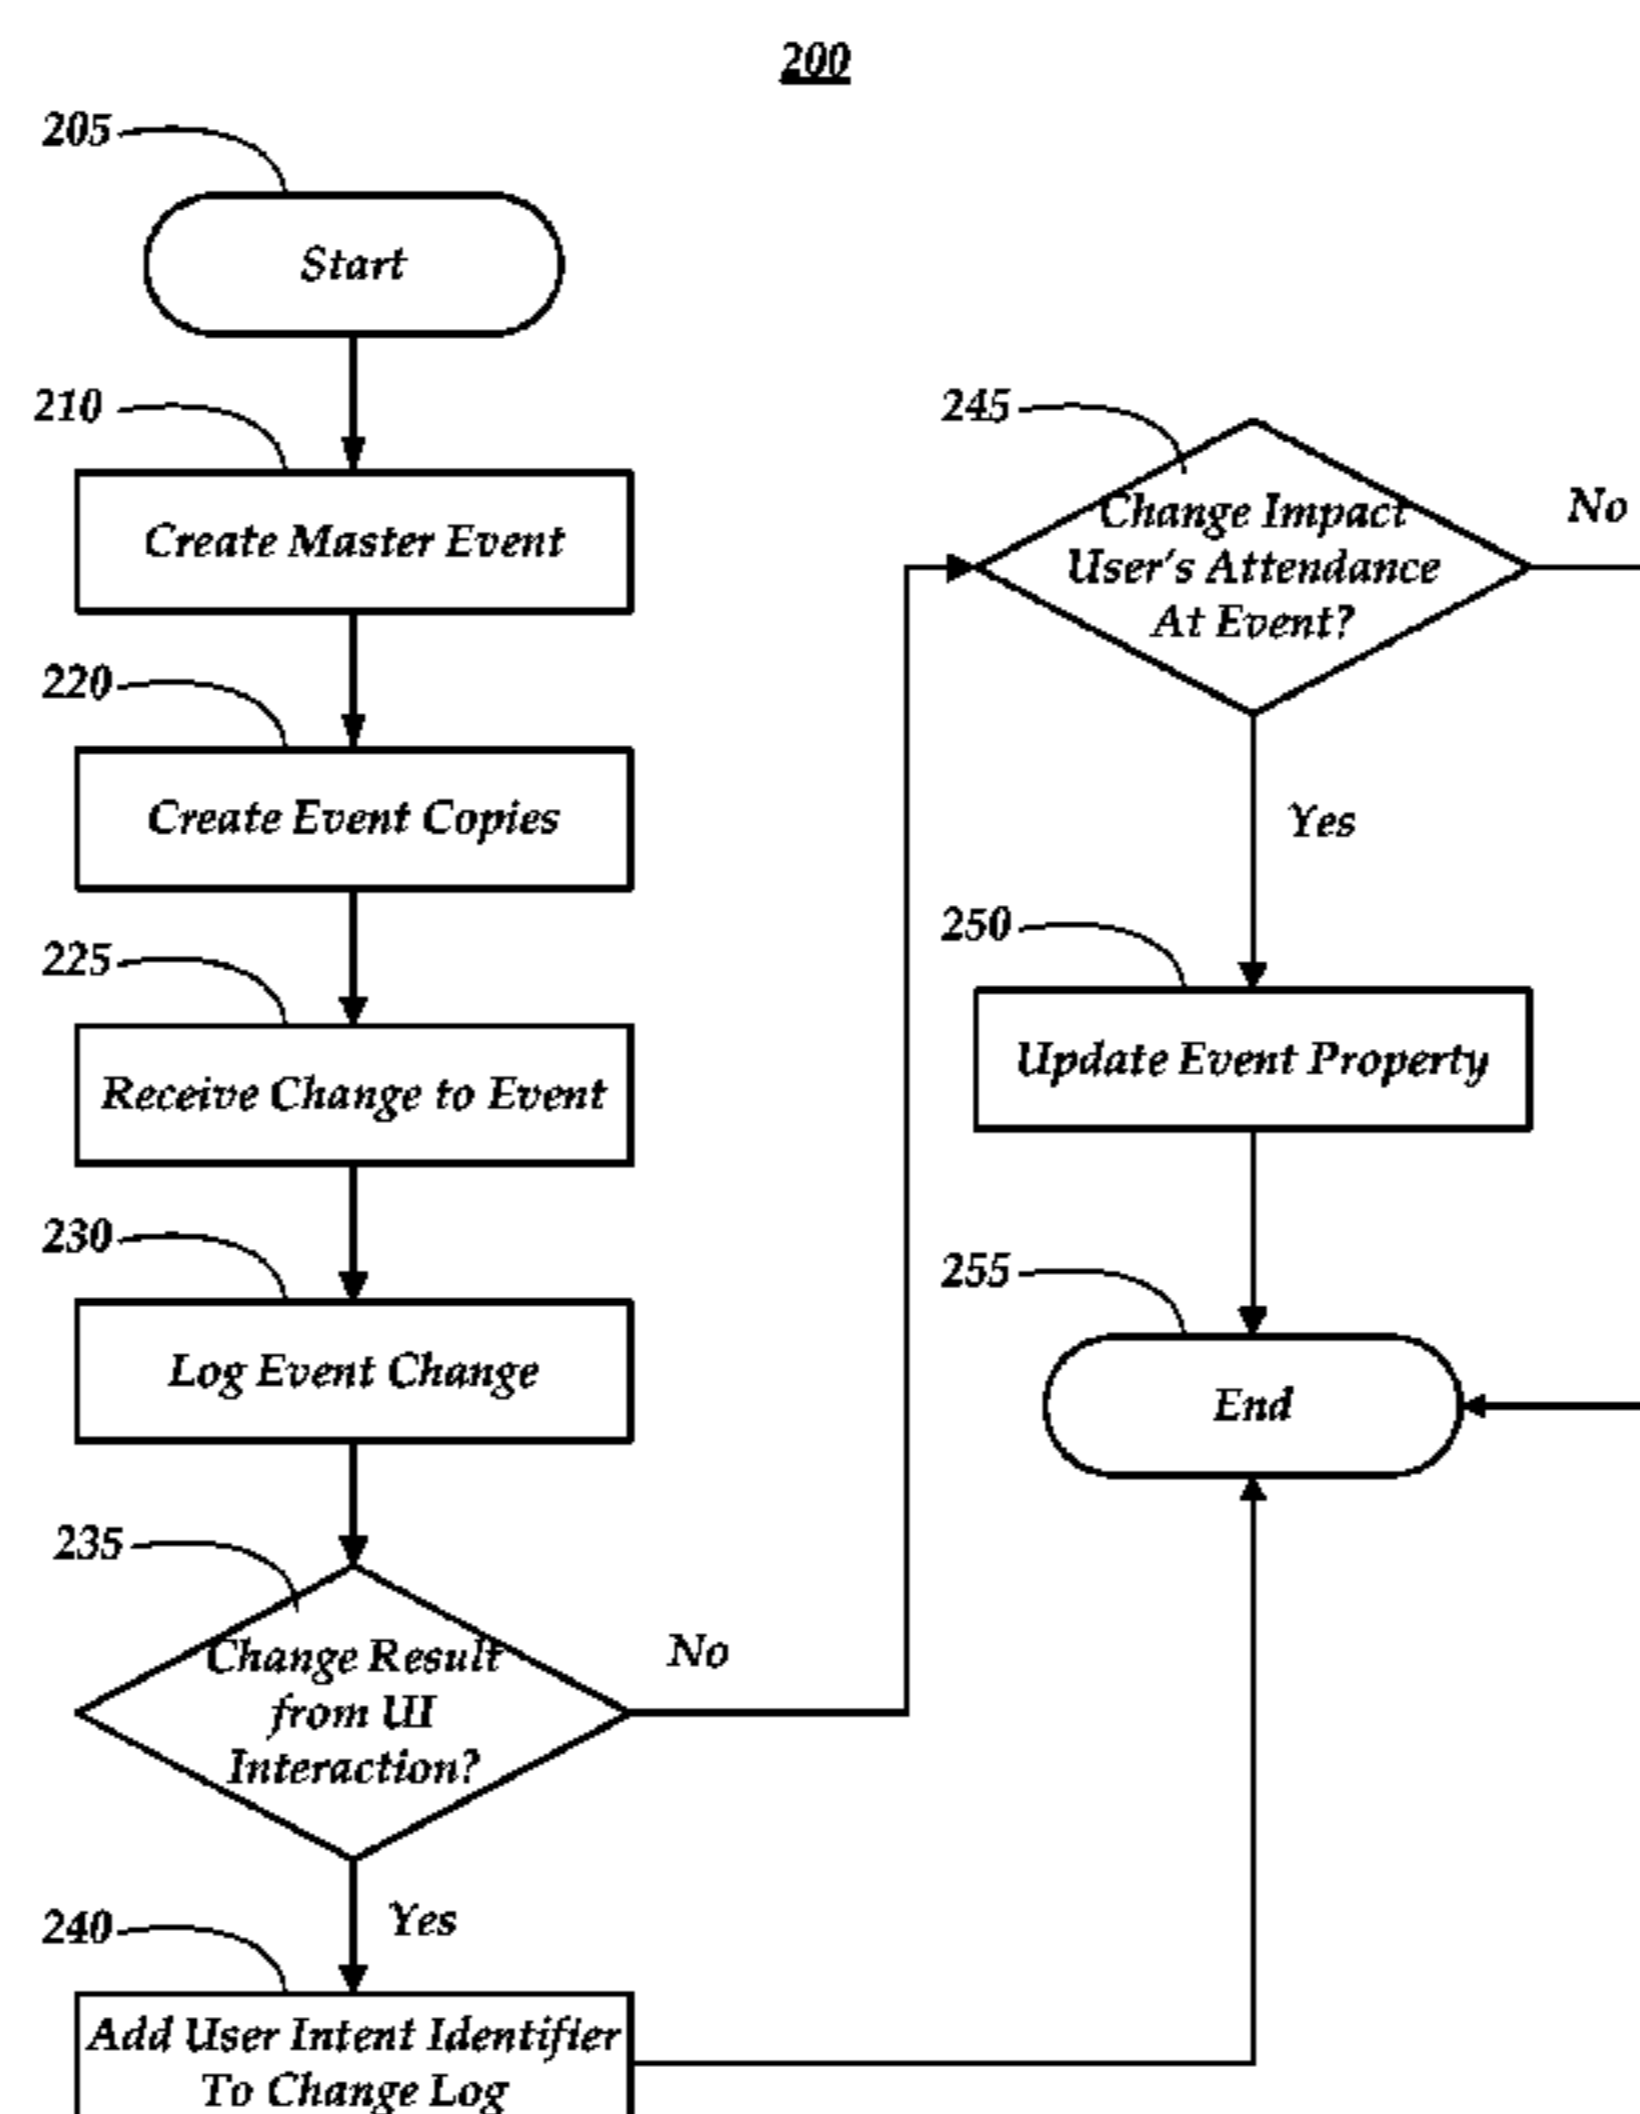 200
205
Start
210
Create Master Event
220
Create Event Copies
225
Receive Change to Event
230
Log Event Change
235
Change Result
from UI
Interaction?
No
Yes
240
Add User Intent Identifier
To Change Log
245
Change Impact
User's Attendance
At Event?
No
Yes
250
Update Event Property
255
End